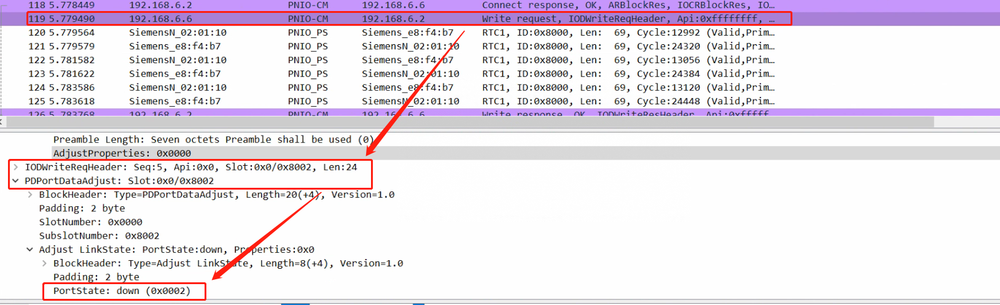 118 5.778449 192.168.6.2 PNIO-CM 192.168.6.6 Connect response, OK, ARBlockRes, IOCRBlockRes, IO…
119 5.779490 192.168.6.6 PNIO-CM 192.168.6.2 Write request, IODWriteReqHeader, Api:0xffffffff, …
120 5.779564 SiemensN_02:01:10 PNIO_PS Siemens_e8:f4:b7 RTC1, ID:0x8000, Len: 69, Cycle:12992 (Valid,Prim…
121 5.779579 Siemens_e8:f4:b7 PNIO_PS SiemensN_02:01:10 RTC1, ID:0x8000, Len: 69, Cycle:24320 (Valid,Prim…
122 5.781582 SiemensN_02:01:10 PNIO_PS Siemens_e8:f4:b7 RTC1, ID:0x8000, Len: 69, Cycle:13056 (Valid,Prim…
123 5.781622 Siemens_e8:f4:b7 PNIO_PS SiemensN_02:01:10 RTC1, ID:0x8000, Len: 69, Cycle:24384 (Valid,Prim…
124 5.783586 SiemensN_02:01:10 PNIO_PS Siemens_e8:f4:b7 RTC1, ID:0x8000, Len: 69, Cycle:13120 (Valid,Prim…
125 5.783618 Siemens_e8:f4:b7 PNIO_PS SiemensN_02:01:10 RTC1, ID:0x8000, Len: 69, Cycle:24448 (Valid,Prim…
126 5.783768 192.168.6.2 PNIO-CM 192.168.6.6 Write response, OK, IODWriteResHeader, Api:0xfffff
Preamble Length: Seven octets Preamble shall be used (0)
AdjustProperties: 0x0000
IODWriteReqHeader: Seq:5, Api:0x0, Slot:0x0/0x8002, Len:24
PDPortDataAdjust: Slot:0x0/0x8002
BlockHeader: Type=PDPortDataAdjust, Length=20(+4), Version=1.0
Padding: 2 byte
SlotNumber: 0x0000
SubslotNumber: 0x8002
Adjust LinkState: PortState:down, Properties:0x0
BlockHeader: Type=Adjust LinkState, Length=8(+4), Version=1.0
Padding: 2 byte
PortState: down (0x0002)